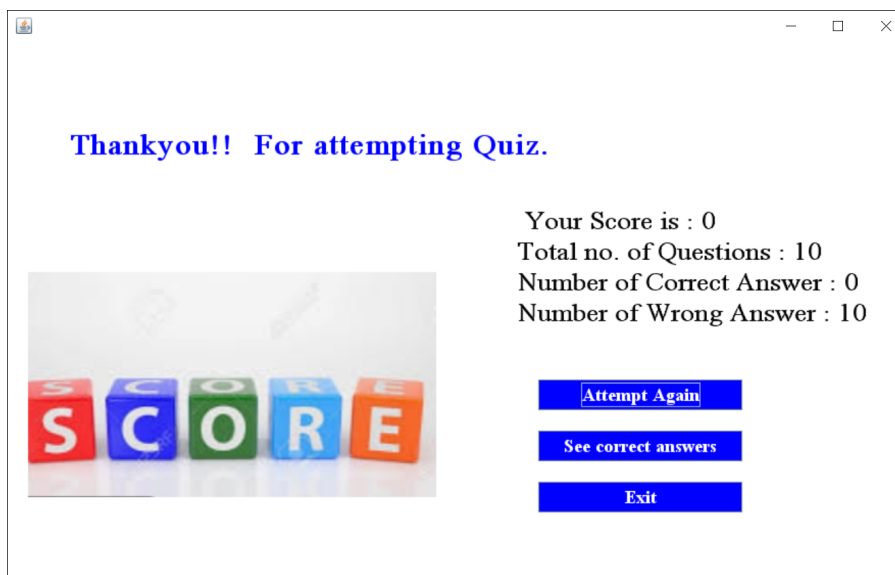 Thankyou!! For attempting Quiz.
Your Score is : 0
Total no. of Questions : 10
Number of Correct Answer : 0
Number of Wrong Answer : 10
S C O R E
SCORE
Attempt Again
See correct answers
Exit